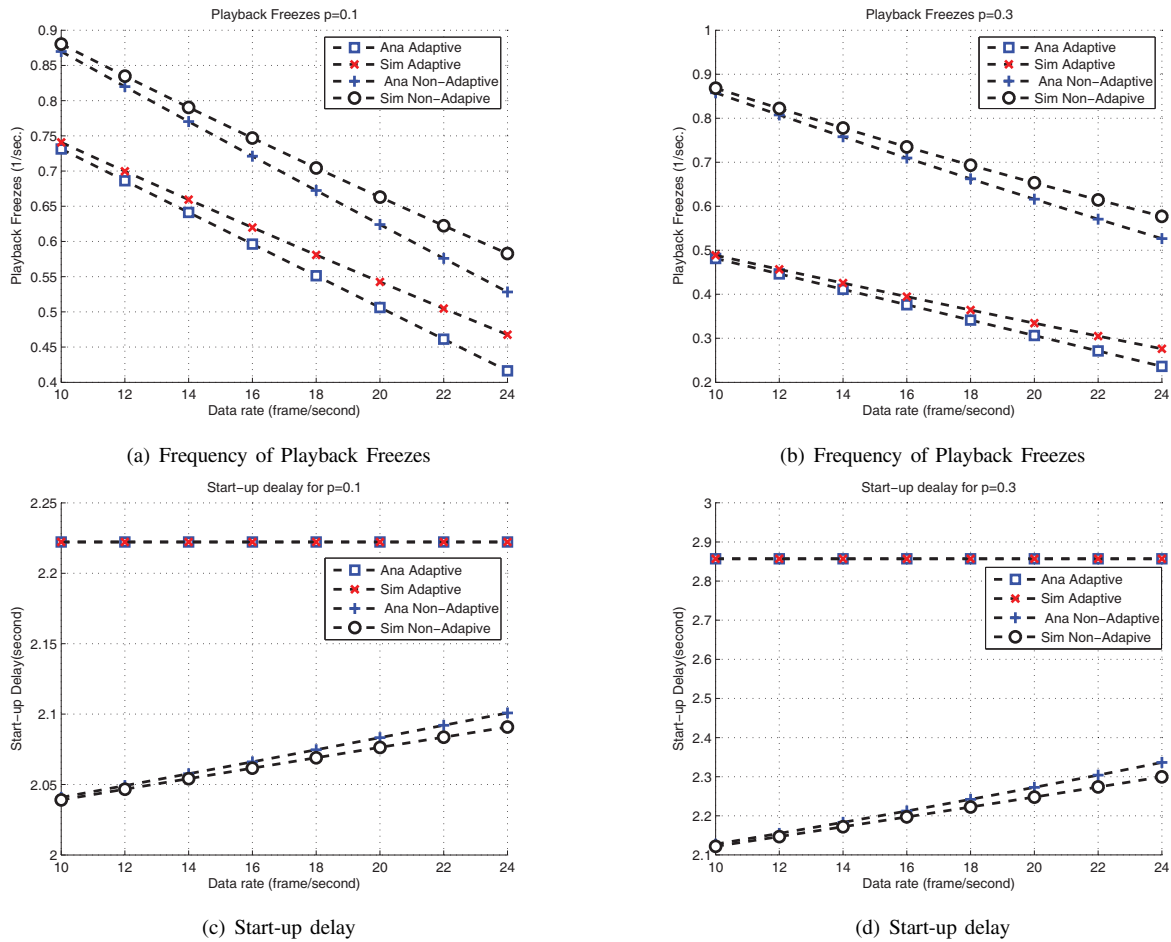 Playback Freezes p=0.1
0.9
0.85
0.8
0.75
0.7
0.65
0.6
0.55
0.5
0.45
0.4
Playback Freezes (1/sec.)
Ana Adaptive
Sim Adaptive
Ana Non−Adaptive
Sim Non−Adapive
10 12 14 16 18 20 22 24
Data rate (frame/second)
(a) Frequency of Playback Freezes
Playback Freezes p=0.3
1
0.9
0.8
0.7
0.6
0.5
0.4
0.3
0.2
Playback Freezes (1/sec.)
Ana Adaptive
Sim Adaptive
Ana Non−Adaptive
Sim Non−Adapive
10 12 14 16 18 20 22 24
Data rate (frame/second)
(b) Frequency of Playback Freezes
Start−up dealay for p=0.1
2.25
2.2
2.15
2.1
2.05
2
Start−up Delay(second)
Ana Adaptive
Sim Adaptive
Ana Non−Adaptive
Sim Non−Adapive
10 12 14 16 18 20 22 24
Data rate (frame/second)
(c) Start-up delay
Start−up dealay for p=0.3
3
2.9
2.8
2.7
2.6
2.5
2.4
2.3
2.2
2.1
Start−up Delay(second)
Ana Adaptive
Sim Adaptive
Ana Non−Adaptive
Sim Non−Adapive
10 12 14 16 18 20 22 24
Data rate (frame/second)
(d) Start-up delay